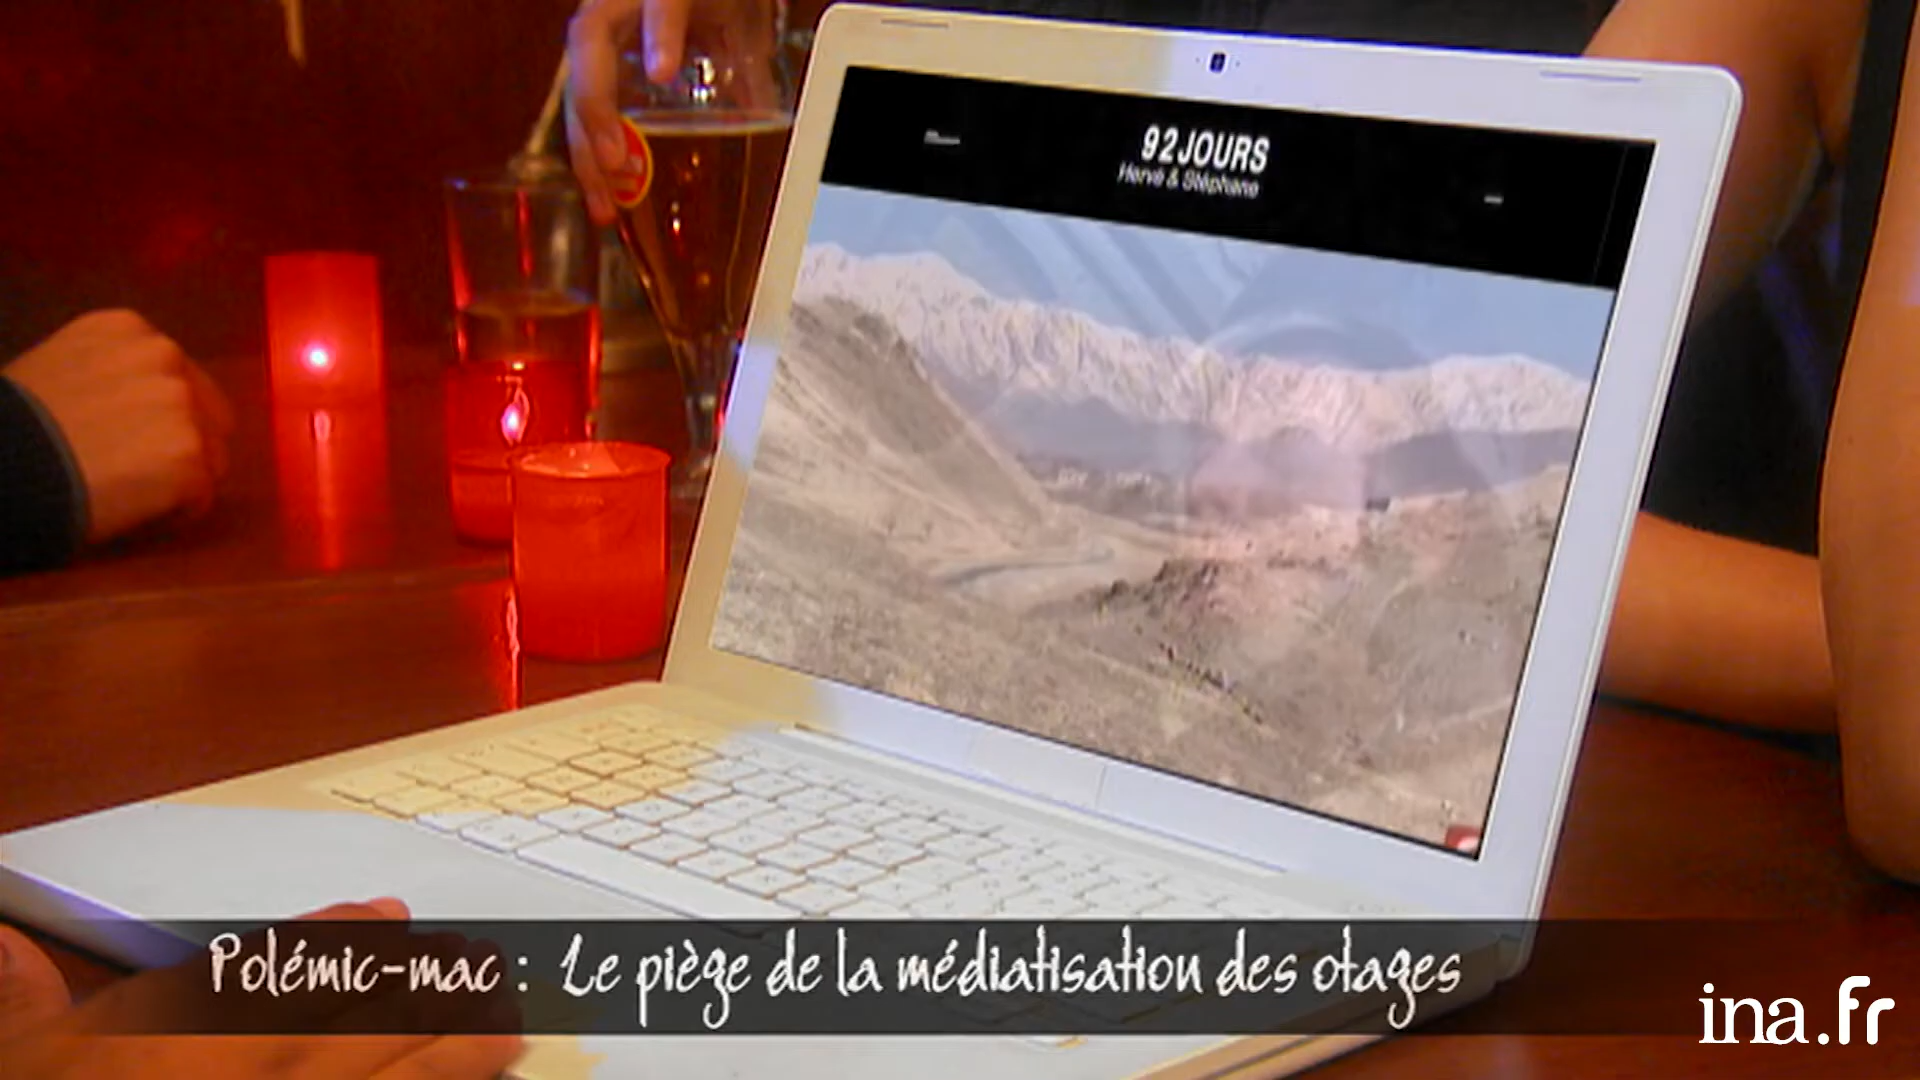 92JOURS
Hervé & Stéphane
Polémic-mac : Le piège de la médiatisation des otages
ina.fr